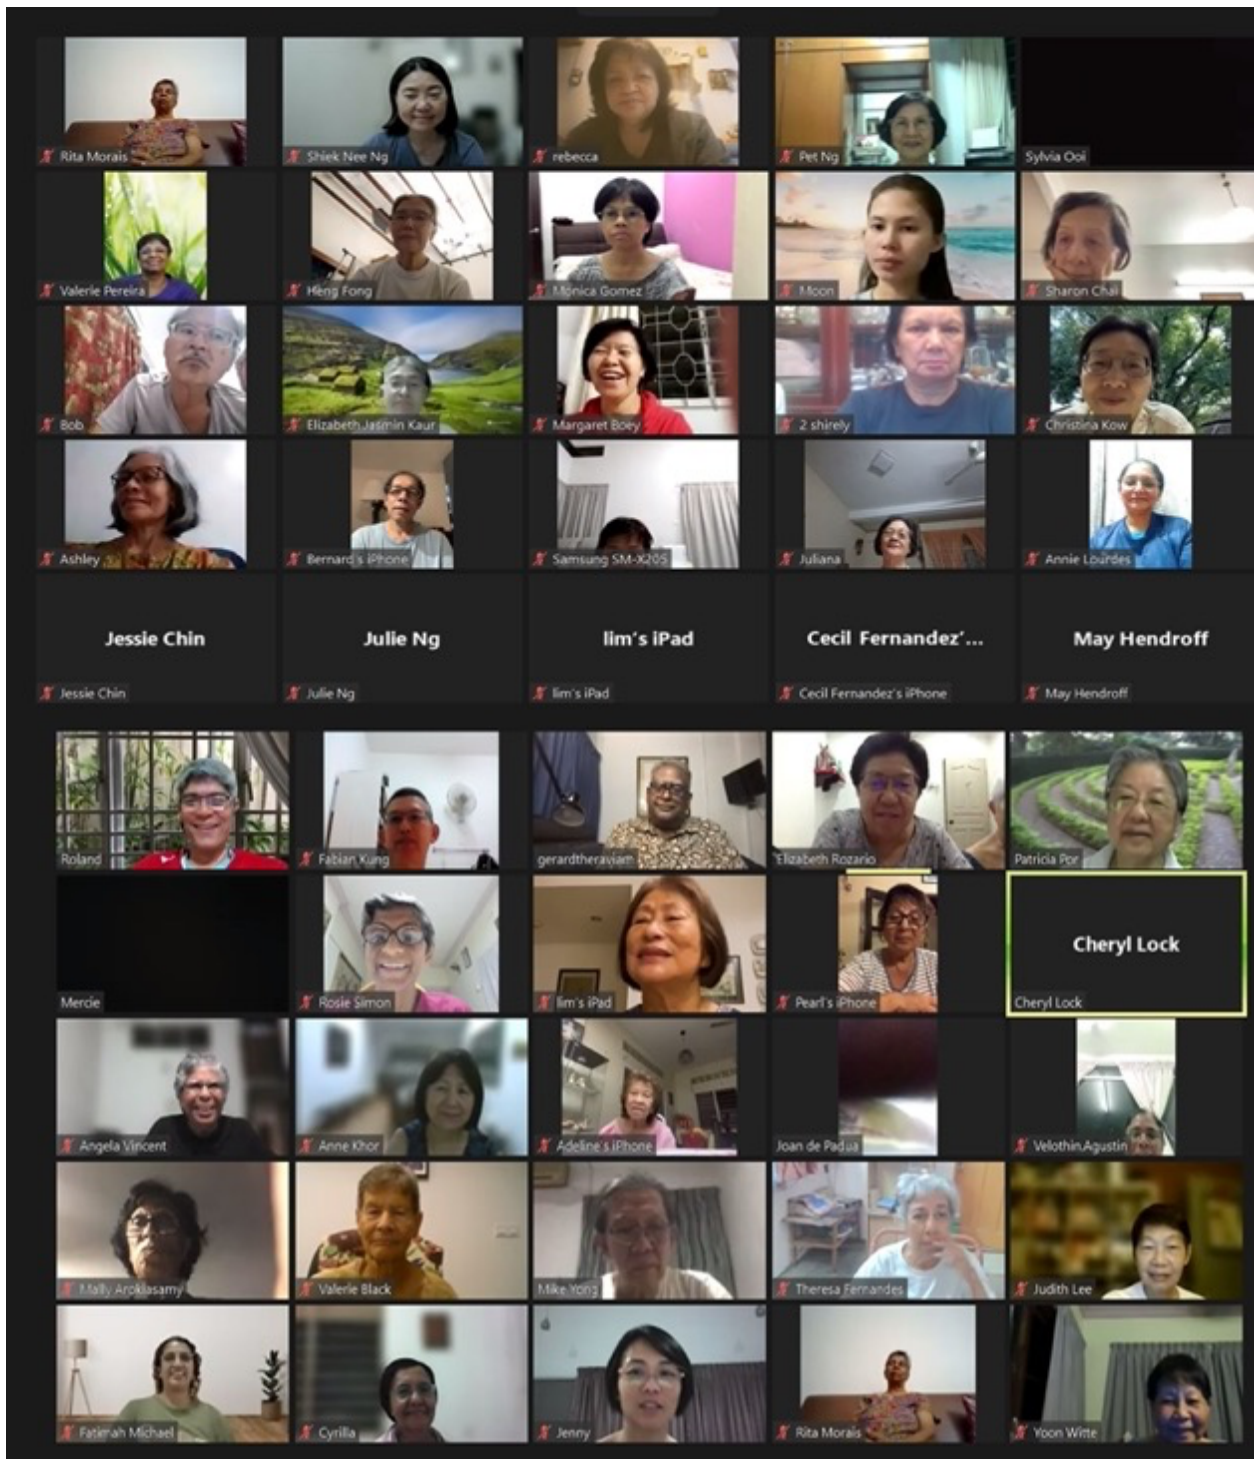 Rita Morais
Shiek Nee Ng
rebecca
Pet Ng
Sylvia Ooi
Valerie Pereira
Heng Fong
Monica Gomez
Moon
Sharon Chai
Bob
Elizabeth Jasmin Kaur
Margaret Boey
2 shirely
Christina Kow
Ashley
Bernard's iPhone
Samsung SM-X205
Juliana
Annie Lourdes
Jessie Chin
Julie Ng
lim's iPad
Cecil Fernandez'...
May Hendroff
Jessie Chin
Julie Ng
lim's iPad
Cecil Fernandez's iPhone
May Hendroff
Roland
Fabian Kung
gerardtheraviam
Elizabeth Rozario
Patricia Por
Mercie
Rosie Simon
lim's iPad
Pearl's iPhone
Cheryl Lock
Cheryl Lock
Angela Vincent
Anne Khor
Adeline's iPhone
Joan de Padua
Velothin.Agustin
Mally Arokiasamy
Valerie Black
Mike Yong
Theresa Fernandes
Judith Lee
Fatimah Michael
Cyrilla
Jenny
Rita Morais
Yoon Witte